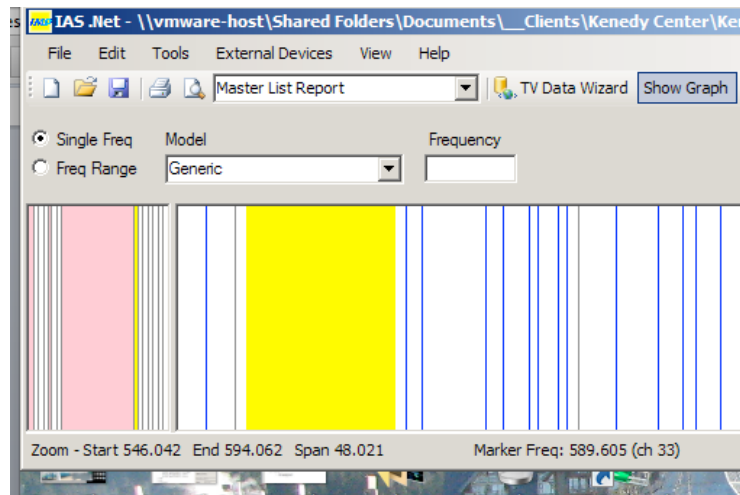 es
IAS IAS .Net - \\vmware-host\Shared Folders\Documents\__Clients\Kenedy Center\Ke
File Edit Tools External Devices View Help
Master List Report TV Data Wizard Show Graph
Single Freq Model Frequency
Freq Range Generic
Zoom - Start 546.042 End 594.062 Span 48.021 Marker Freq: 589.605 (ch 33)